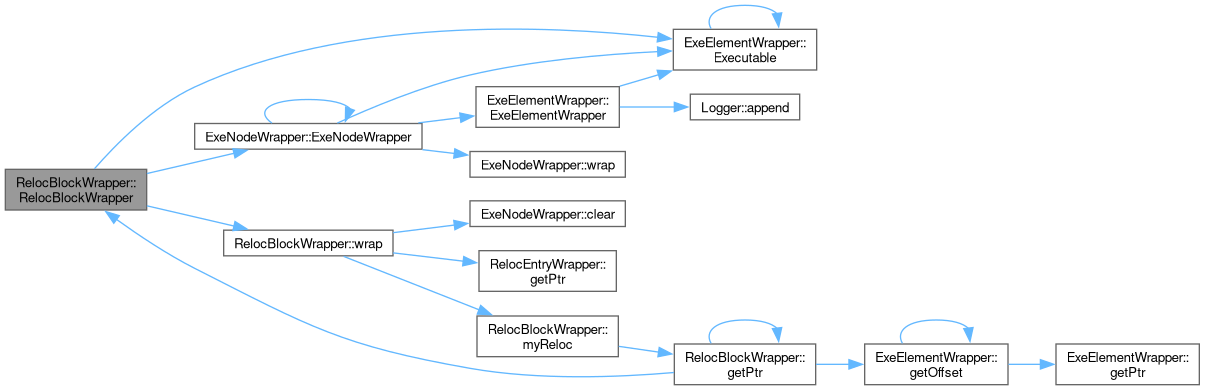 RelocBlockWrapper::
RelocBlockWrapper
ExeElementWrapper::
Executable
ExeNodeWrapper::ExeNodeWrapper
ExeElementWrapper::
ExeElementWrapper
Logger::append
ExeNodeWrapper::wrap
RelocBlockWrapper::wrap
ExeNodeWrapper::clear
RelocEntryWrapper::
getPtr
RelocBlockWrapper::
myReloc
RelocBlockWrapper::
getPtr
ExeElementWrapper::
getOffset
ExeElementWrapper::
getPtr